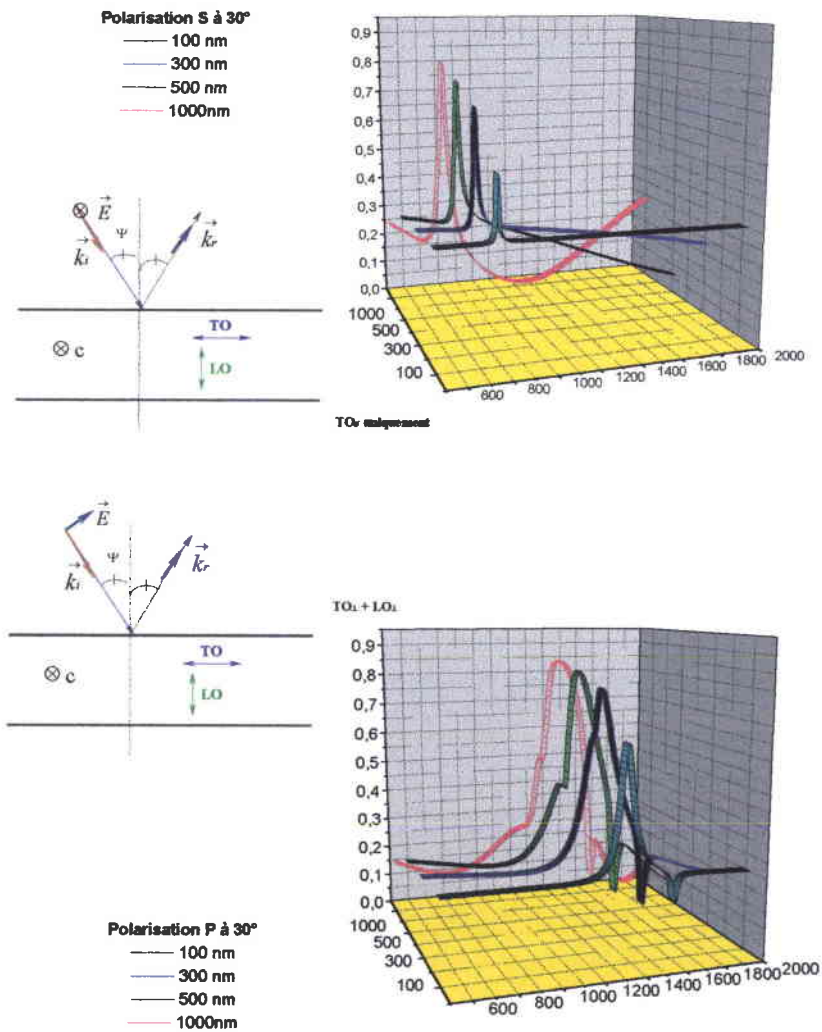 Polarisation S à 30°
100 nm
300 nm
500 nm
1000nm
0,9
0,8
0,7
0,6
0,5
0,4
0,3
0,2
0,1
0,0
1000
500
300
100
600
800
1000
1200
1400
1600
1800
2000
E
Ψ
ki
kr
TO
c
LO
TO// uniquement
E
Ψ
ki
kr
TO
c
LO
TO⊥ + LO⊥
0,9
0,8
0,7
0,6
0,5
0,4
0,3
0,2
0,1
0,0
1000
500
300
100
600
800
1000
1200
1400
1600
1800
2000
Polarisation P à 30°
100 nm
300 nm
500 nm
1000nm